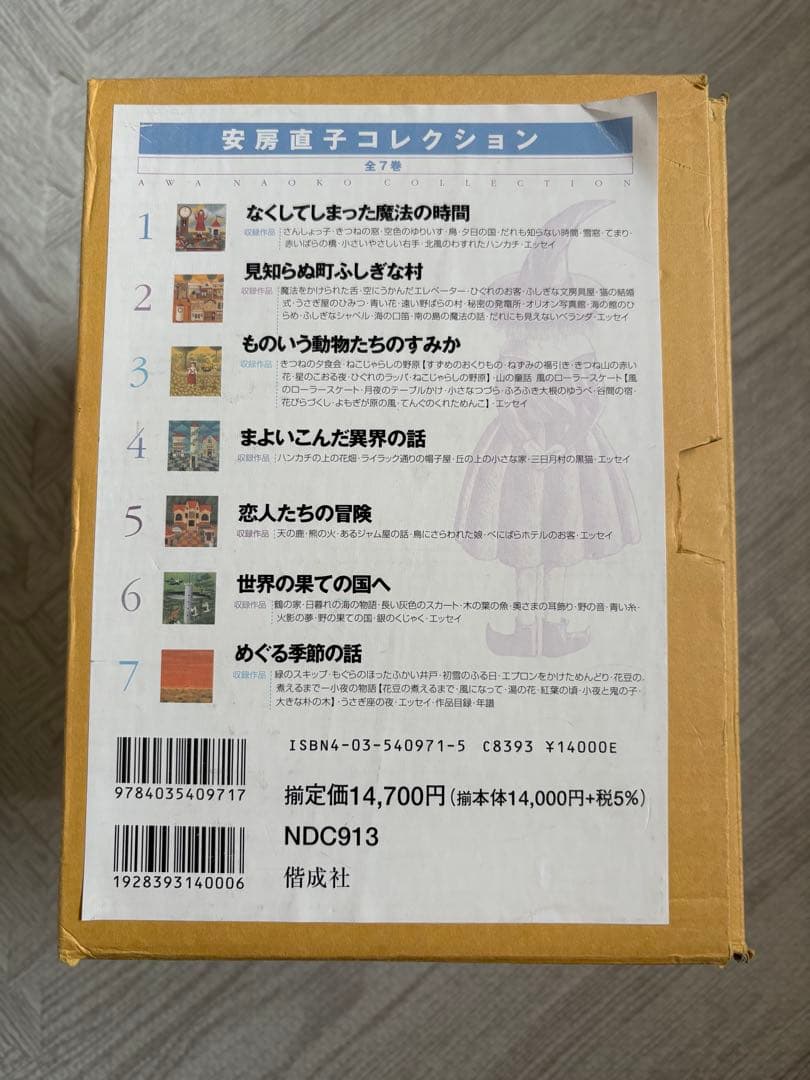 安房直子コレクション
全7巻
AWA NAOKO COLLECTION
1
なくしてしまった魔法の時間
収録作品 さんしょっ子・きつねの窓・空色のゆりいす・鳥・夕日の国・だれも知らない時間・雪窓・てまり・
赤いばらの橋・小さいやさしい右手・北風のわすれたハンカチ・エッセイ
2
見知らぬ町ふしぎな村
収録作品 魔法をかけられた舌・空にうかんだエレベーター・ひぐれのお客・ふしぎな文房具屋・猫の結婚
式・うさぎ屋のひみつ・青い花・遠い野ばらの村・秘密の発電所・オリオン写真館・海の館のひ
らめ・ふしぎなシャベル・海の口笛・南の島の魔法の話・だれにも見えないベランダ・エッセイ
3
ものいう動物たちのすみか
収録作品 きつねの夕食会・ねこじゃらしの野原【すずめのおくりもの・ねずみの福引き・きつね山の赤い
花・星のこおる夜・ひぐれのラッパ・ねこじゃらしの野原】・山の童話 風のローラースケート【風
のローラースケート・月夜のテーブルかけ・小さなつづら・ふろふき大根のゆうべ・谷間の宿・
花びらづくし・よもぎが原の風・てんぐのくれためんこ】・エッセイ
4
まよいこんだ異界の話
収録作品 ハンカチの上の花畑・ライラック通りの帽子屋・丘の上の小さな家・三日月村の黒猫・エッセイ
5
恋人たちの冒険
収録作品 天の鹿・熊の火・あるジャム屋の話・鳥にさらわれた娘・べにばらホテルのお客・エッセイ
6
世界の果ての国へ
収録作品 鶴の家・日暮れの海の物語・長い灰色のスカート・木の葉の魚・奥さまの耳飾り・野の音・青い糸・
火影の夢・野の果ての国・銀のくじゃく・エッセイ
7
めぐる季節の話
収録作品 緑のスキップ・もぐらのほったふかい井戸・初雪のふる日・エプロンをかけためんどり・花豆の
煮えるまで―小夜の物語【花豆の煮えるまで・風になって・湯の花・紅葉の頃・小夜と鬼の子・
大きな朴の木】・うさぎ座の夜・エッセイ・作品目録・年譜
ISBN4-03-540971-5 C8393 ¥14000E
9784035409717
揃定価14,700円(揃本体14,000円+税5%)
NDC913
1928393140006
偕成社